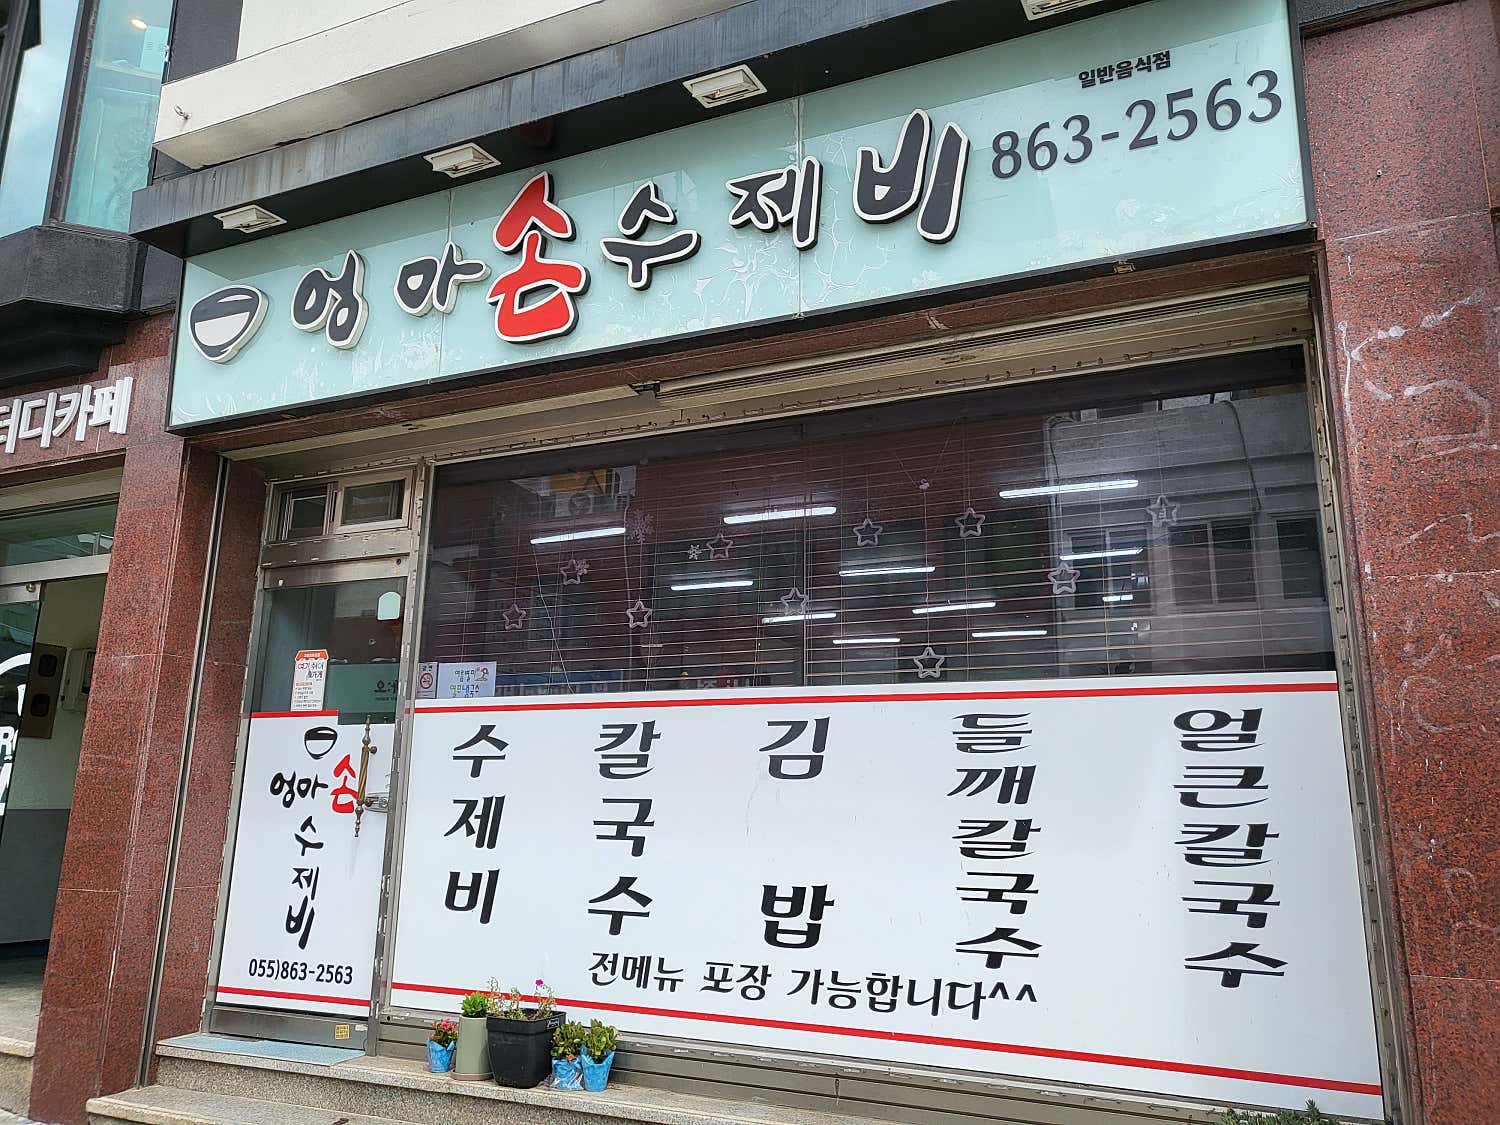 일반음식점
엄마손수제비 863-2563
터디카페
엄마손
수제비
055)863-2563
수제비
칼국수
김밥
들깨칼국수
얼큰칼국수
전메뉴 포장 가능합니다^^